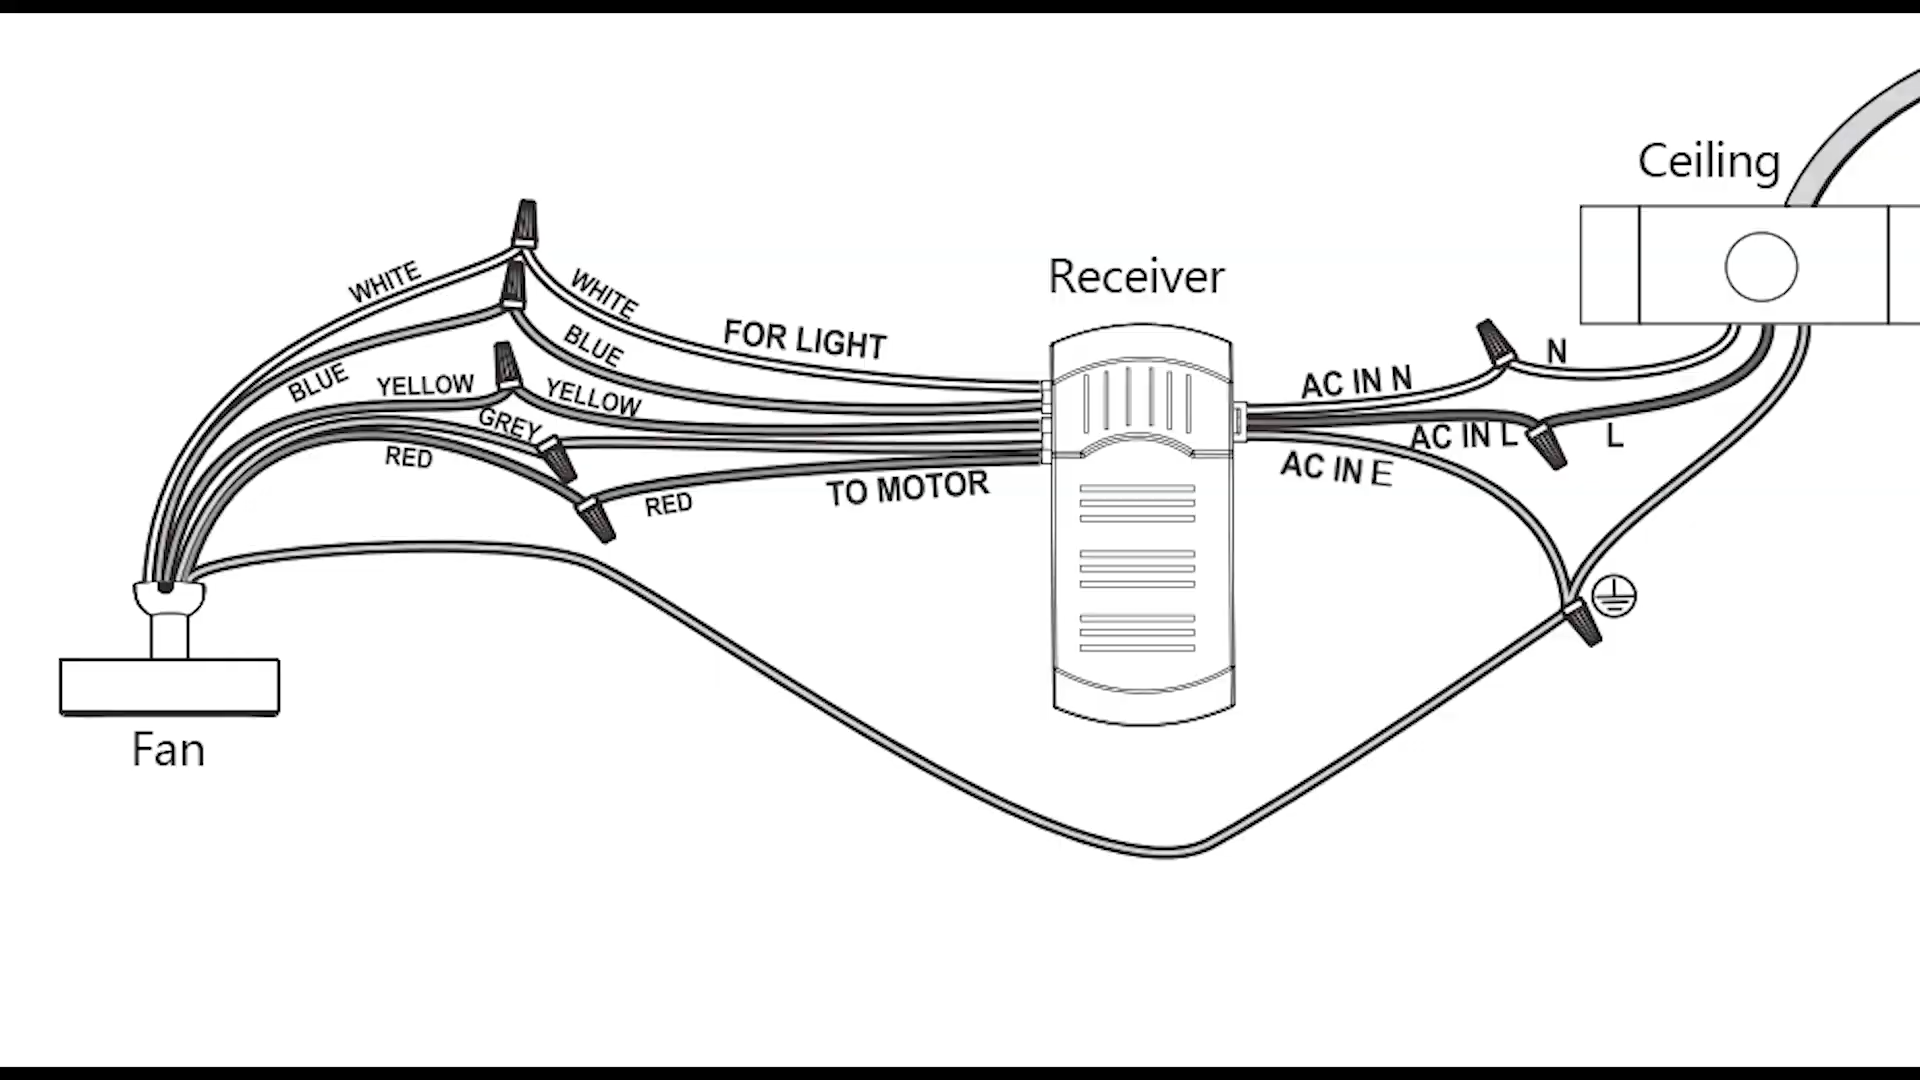 Ceiling
Receiver
WHITE
WHITE
FOR LIGHT
BLUE
BLUE
YELLOW
YELLOW
GREY
RED
RED
TO MOTOR
AC IN N
N
AC IN L
L
AC IN E
Fan